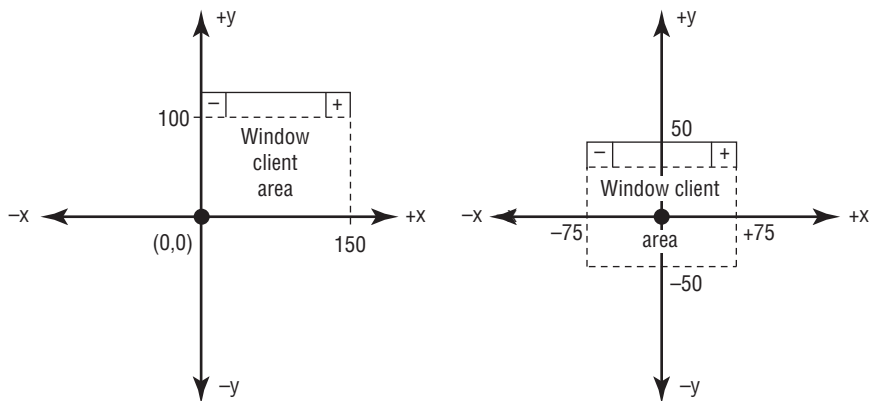 +y
100
– +
Window
client
area
–x
+x
(0,0)
150
–y
+y
50
– +
Window client
–x
+x
–75
area
+75
–50
–y